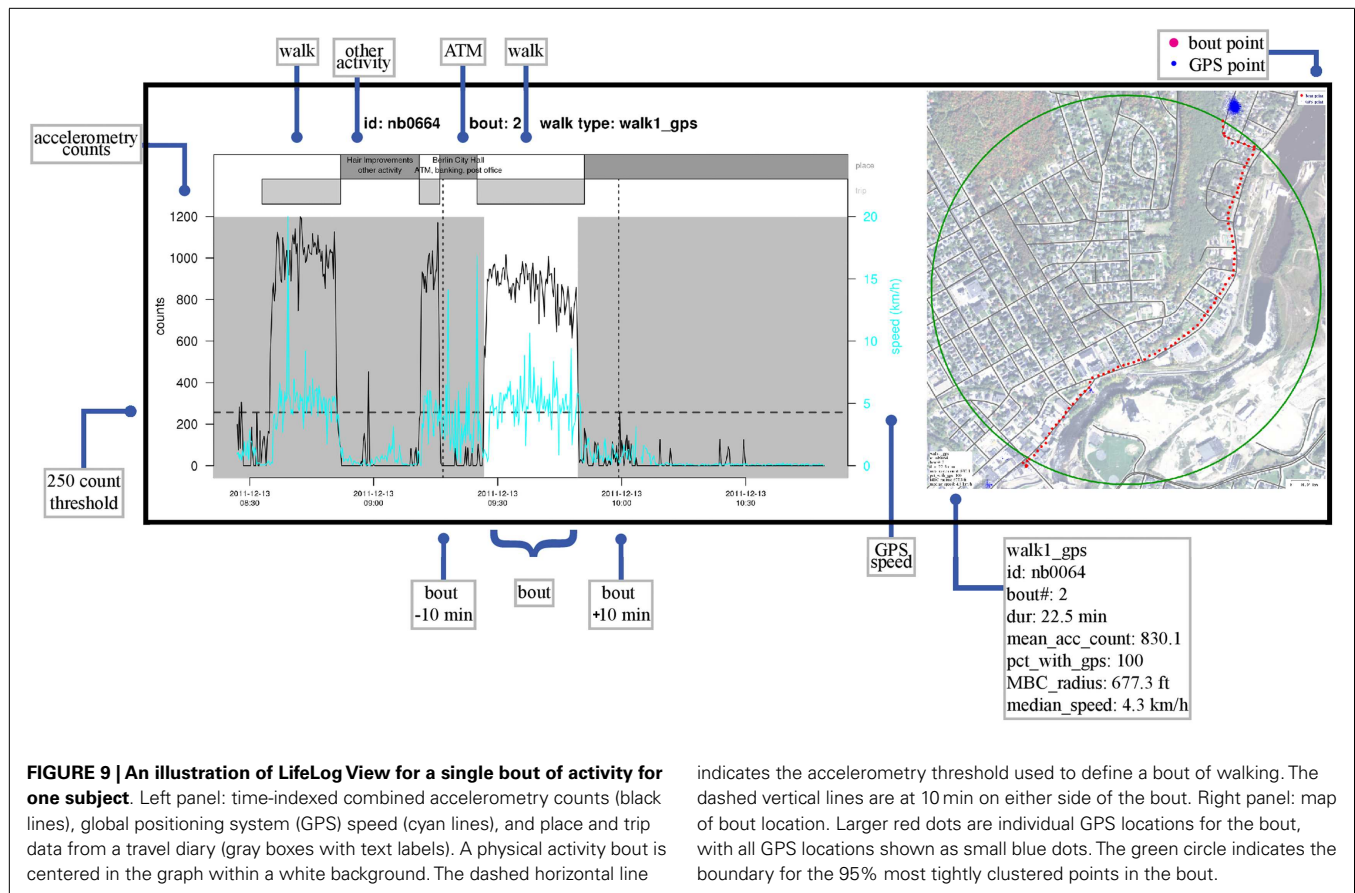 walk
other
activity
ATM
walk
bout point
GPS point
accelerometry
counts
id: nb0664 bout: 2 walk type: walk1_gps
Hair Improvements
other activity
Berlin City Hall
ATM, banking, post office
place
trip
1200
1000
800
600
400
200
0
counts
20
15
10
5
0
speed (km/h)
2011-12-13
08:30
2011-12-13
09:00
2011-12-13
09:30
2011-12-13
10:00
2011-12-13
10:30
250 count
threshold
bout
-10 min
bout
bout
+10 min
GPS
speed
walk1_gps
id: nb0064
bout#: 2
dur: 22.5 min
mean_acc_count: 830.1
pct_with_gps: 100
MBC_radius: 677.3 ft
median_speed: 4.3 km/h
FIGURE 9 | An illustration of LifeLog View for a single bout of activity for
one subject. Left panel: time-indexed combined accelerometry counts (black
lines), global positioning system (GPS) speed (cyan lines), and place and trip
data from a travel diary (gray boxes with text labels). A physical activity bout is
centered in the graph within a white background. The dashed horizontal line
indicates the accelerometry threshold used to define a bout of walking. The
dashed vertical lines are at 10 min on either side of the bout. Right panel: map
of bout location. Larger red dots are individual GPS locations for the bout,
with all GPS locations shown as small blue dots. The green circle indicates the
boundary for the 95% most tightly clustered points in the bout.